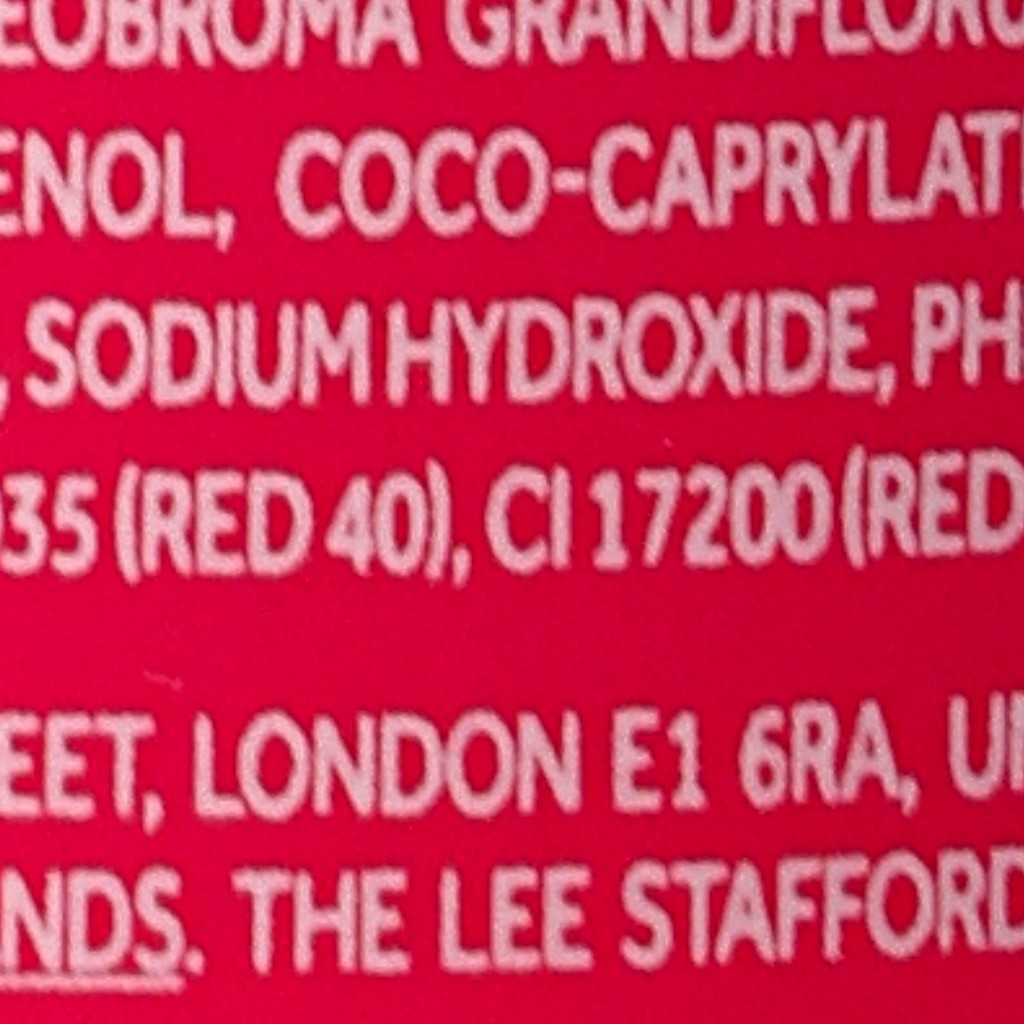 EOBROMA GRANDIFLORU
ENOL, COCO-CAPRYLAT
, SODIUM HYDROXIDE, PH
035 (RED 40), CI 17200 (RED
EET, LONDON E1 6RA, U
NDS. THE LEE STAFFORD